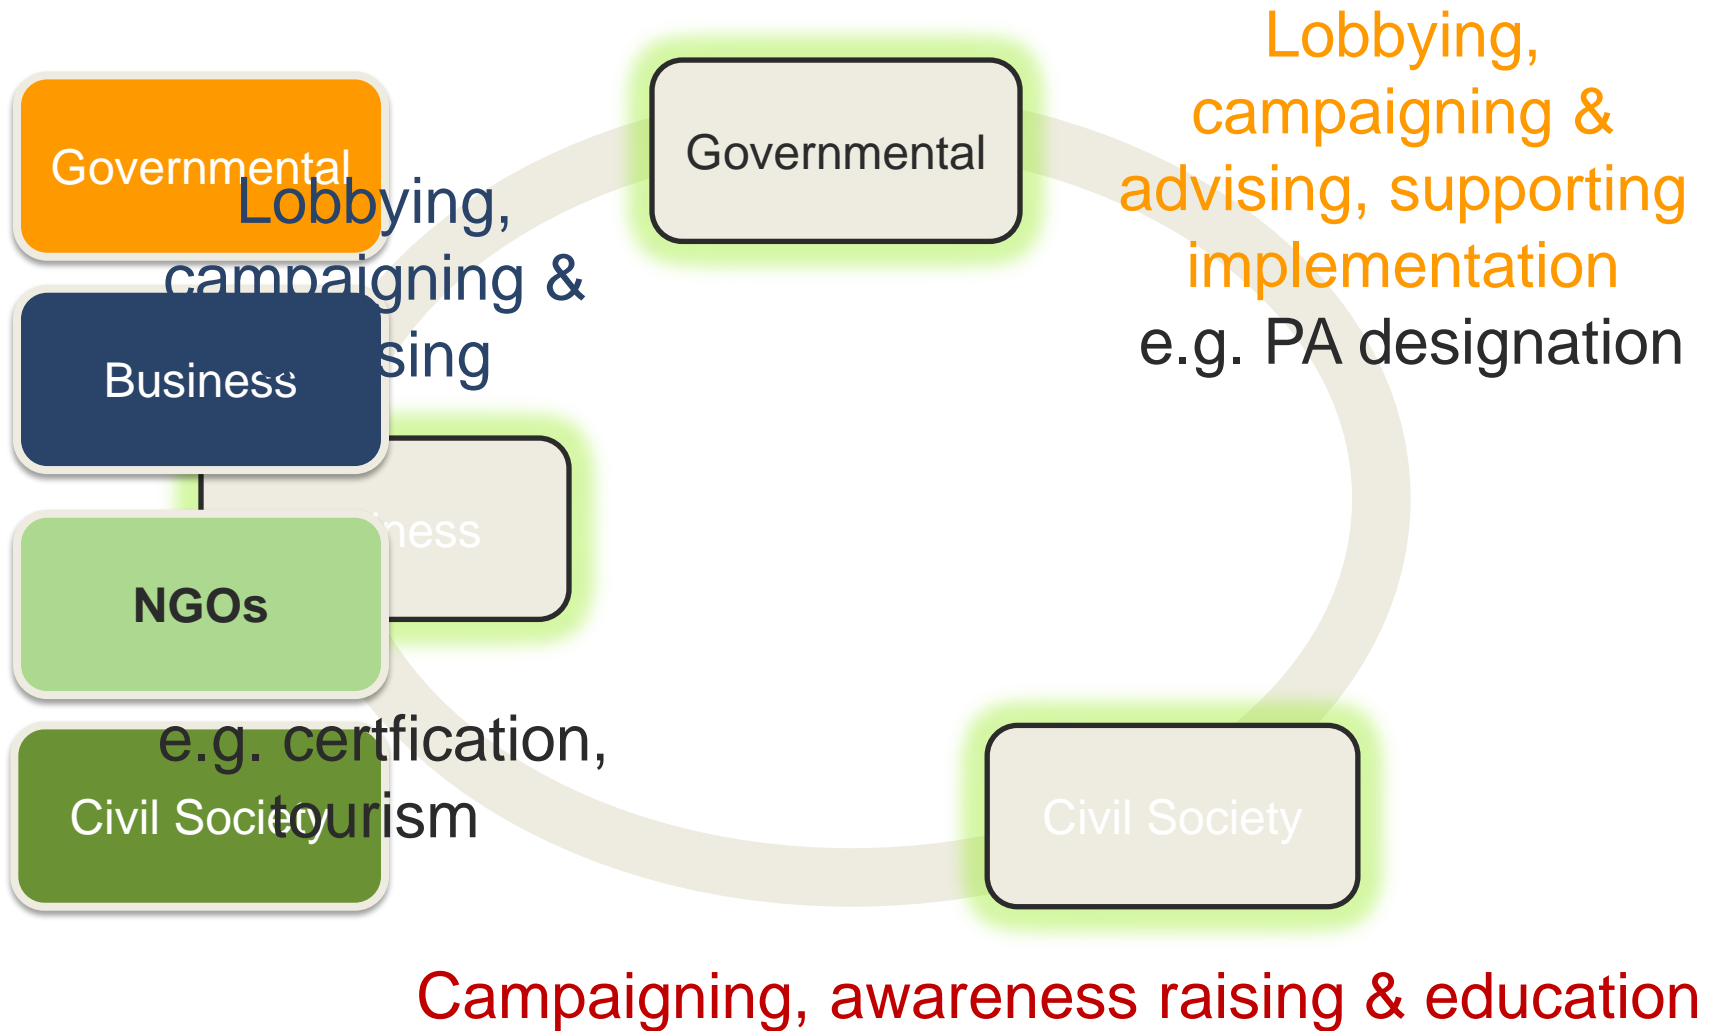 Lobbying,
campaigning &
advising, supporting
implementation
e.g. PA designation
Governmental
Governmental
Lobbying,
campaigning &
sing
Business
ness
NGOs
e.g. certfication,
tourism
Civil Society
Civil Society
Campaigning, awareness raising & education